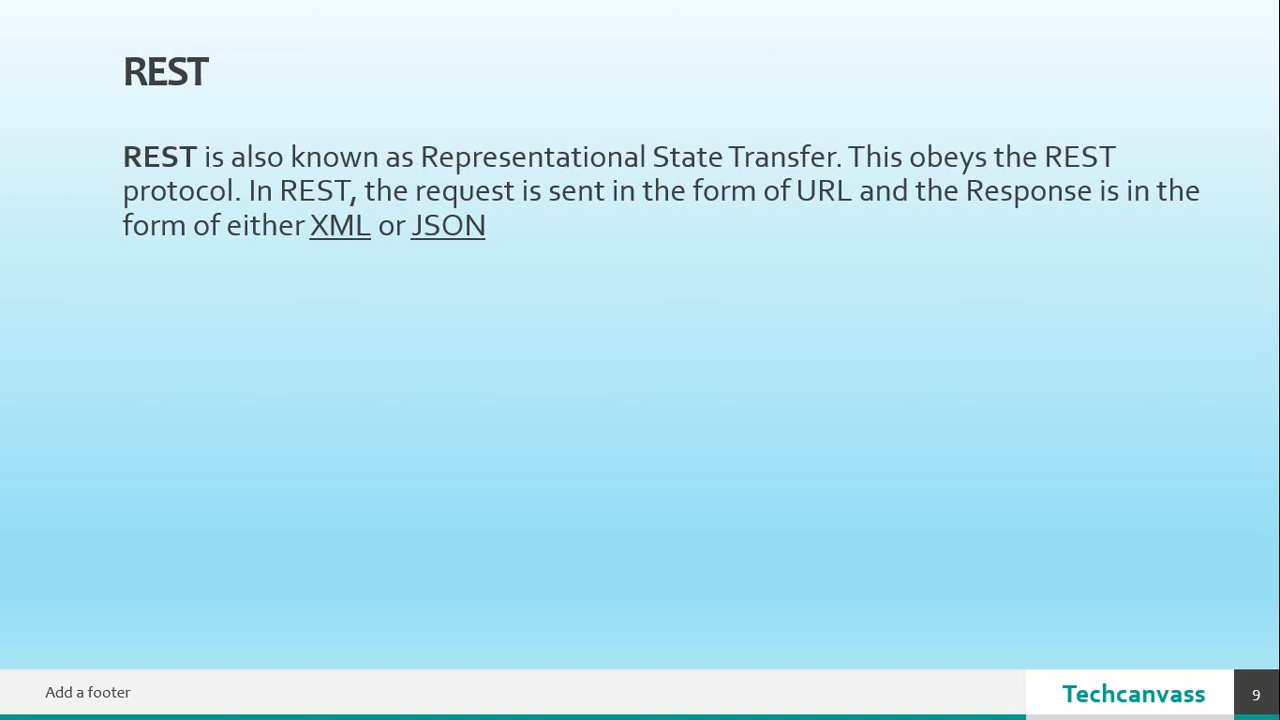 REST
REST is also known as Representational State Transfer. This obeys the REST
protocol. In REST, the request is sent in the form of URL and the Response is in the
form of either XML or JSON
Add a footer
Techcanvass
9